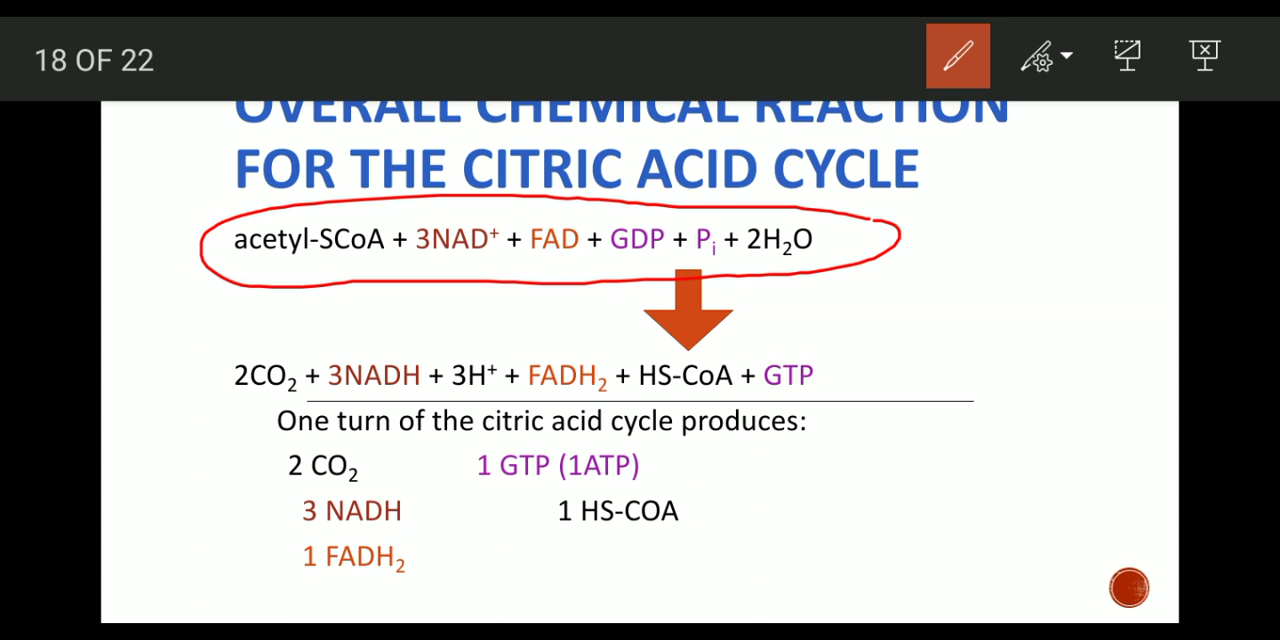 18 OF 22
OVERALL CHEMICAL REACTION
FOR THE CITRIC ACID CYCLE
acetyl-SCoA + 3NAD⁺ + FAD + GDP + Pᵢ + 2H₂O
2CO₂ + 3NADH + 3H⁺ + FADH₂ + HS-CoA + GTP
One turn of the citric acid cycle produces:
2 CO₂ 1 GTP (1ATP)
3 NADH 1 HS-COA
1 FADH₂